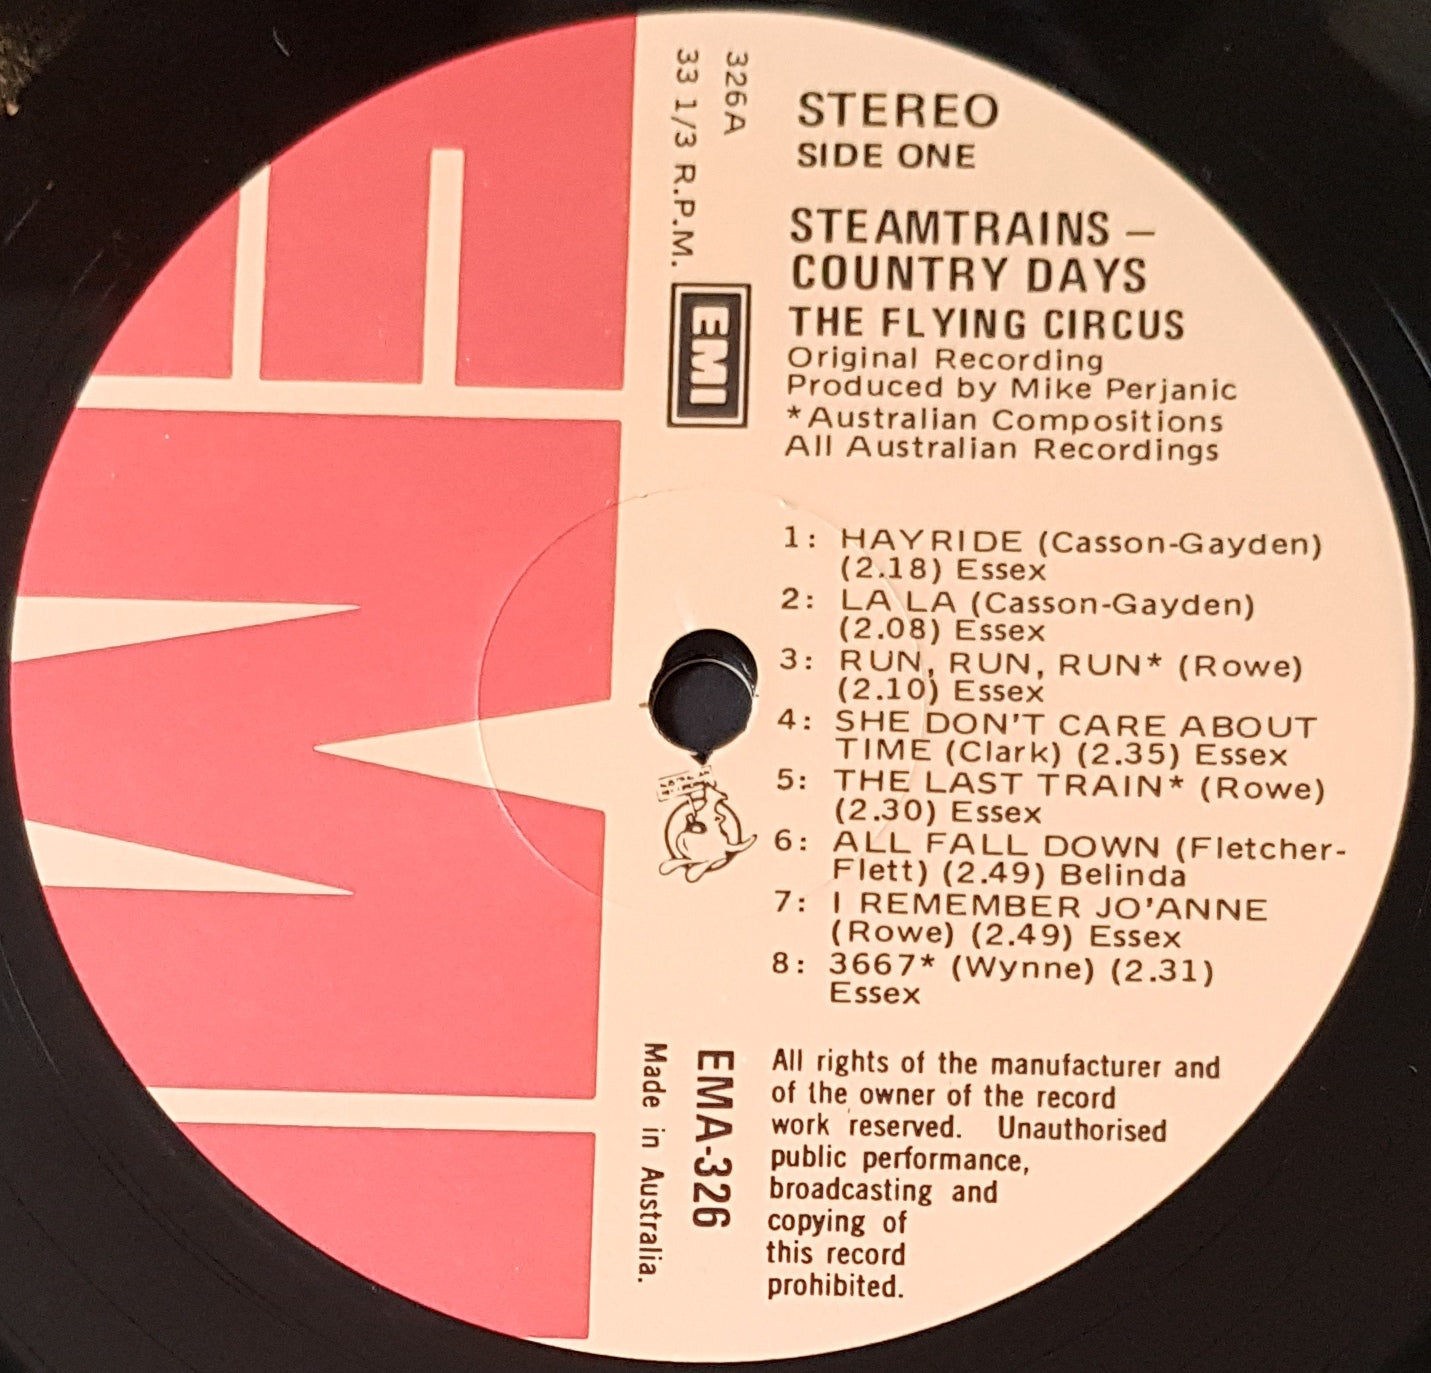 STEREO
SIDE ONE
326A
33 1/3 R.P.M.
EMI
STEAMTRAINS –
COUNTRY DAYS
THE FLYING CIRCUS
Original Recording
Produced by Mike Perjanic
*Australian Compositions
All Australian Recordings
1: HAYRIDE (Casson-Gayden)
(2.18) Essex
2: LA LA (Casson-Gayden)
(2.08) Essex
3: RUN, RUN, RUN* (Rowe)
(2.10) Essex
4: SHE DON'T CARE ABOUT
TIME (Clark) (2.35) Essex
5: THE LAST TRAIN* (Rowe)
(2.30) Essex
6: ALL FALL DOWN (Fletcher-
Flett) (2.49) Belinda
7: I REMEMBER JO'ANNE
(Rowe) (2.49) Essex
8: 3667* (Wynne) (2.31)
Essex
EMA-326
Made in Australia.
All rights of the manufacturer and
of the owner of the record
work reserved. Unauthorised
public performance,
broadcasting and
copying of
this record
prohibited.